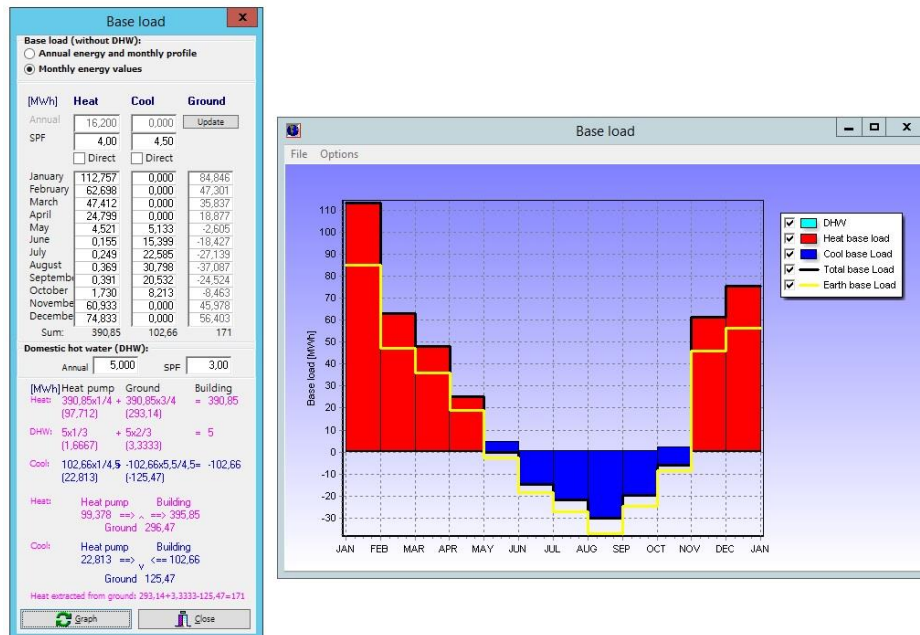 Base load
x
Base load (without DHW):
Annual energy and monthly profile
Monthly energy values
[MWh] Heat Cool Ground
Annual 16,200 0,000 Update
SPF 4,00 4,50
Direct Direct
January 112,757 0,000 84,846
February 62,698 0,000 47,301
March 47,412 0,000 35,837
April 24,799 0,000 18,877
May 4,521 5,133 -2,605
June 0,155 15,399 -18,427
July 0,249 22,585 -27,139
August 0,369 30,798 -37,087
Septembe 0,391 20,532 -24,524
October 1,730 8,213 -8,463
Novembe 60,933 0,000 45,978
Decembe 74,833 0,000 56,403
Sum: 390,85 102,66 171
Domestic hot water (DHW):
Annual 5,000 SPF 3,00
[MWh] Heat pump Ground Building
Heat: 390,85x1/4 + 390,85x3/4 = 390,85
(97,712) (293,14)
DHW: 5x1/3 + 5x2/3 = 5
(1,6667) (3,3333)
Cool: 102,66x1/4,5 -102,66x5,5/4,5= -102,66
(22,813) (-125,47)
Heat: Heat pump Building
99,378 ==> ^ ==> 395,85
Ground 296,47
Cool: Heat pump Building
22,813 ==> v <== 102,66
Ground 125,47
Heat extracted from ground: 293,14+3,3333-125,47=171
Graph Close
Base load
x
File Options
Base load [MWh]
110
100
90
80
70
60
50
40
30
20
10
0
-10
-20
-30
JAN FEB MAR APR MAY JUN JUL AUG SEP OCT NOV DEC JAN
DHW
Heat base load
Cool base Load
Total base Load
Earth base Load